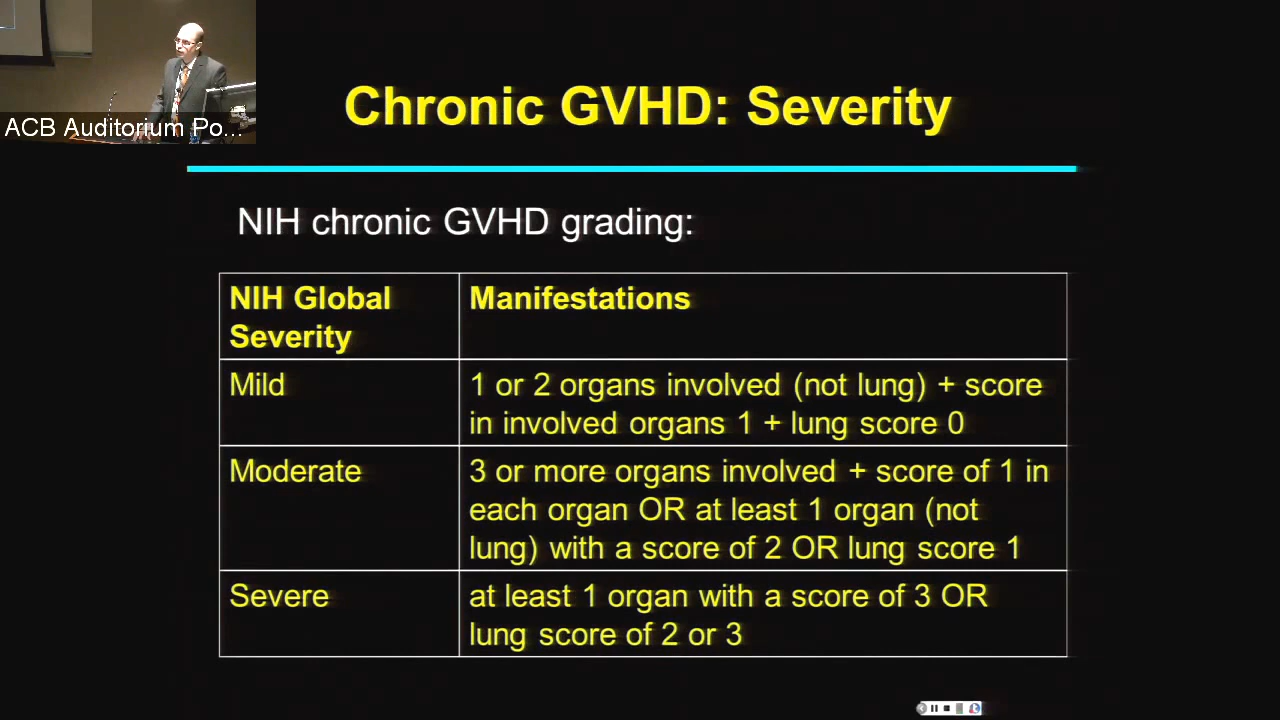 ACB Auditorium Po...
Chronic GVHD: Severity
NIH chronic GVHD grading:
NIH Global
Severity
Manifestations
Mild
1 or 2 organs involved (not lung) + score
in involved organs 1 + lung score 0
Moderate
3 or more organs involved + score of 1 in
each organ OR at least 1 organ (not
lung) with a score of 2 OR lung score 1
Severe
at least 1 organ with a score of 3 OR
lung score of 2 or 3